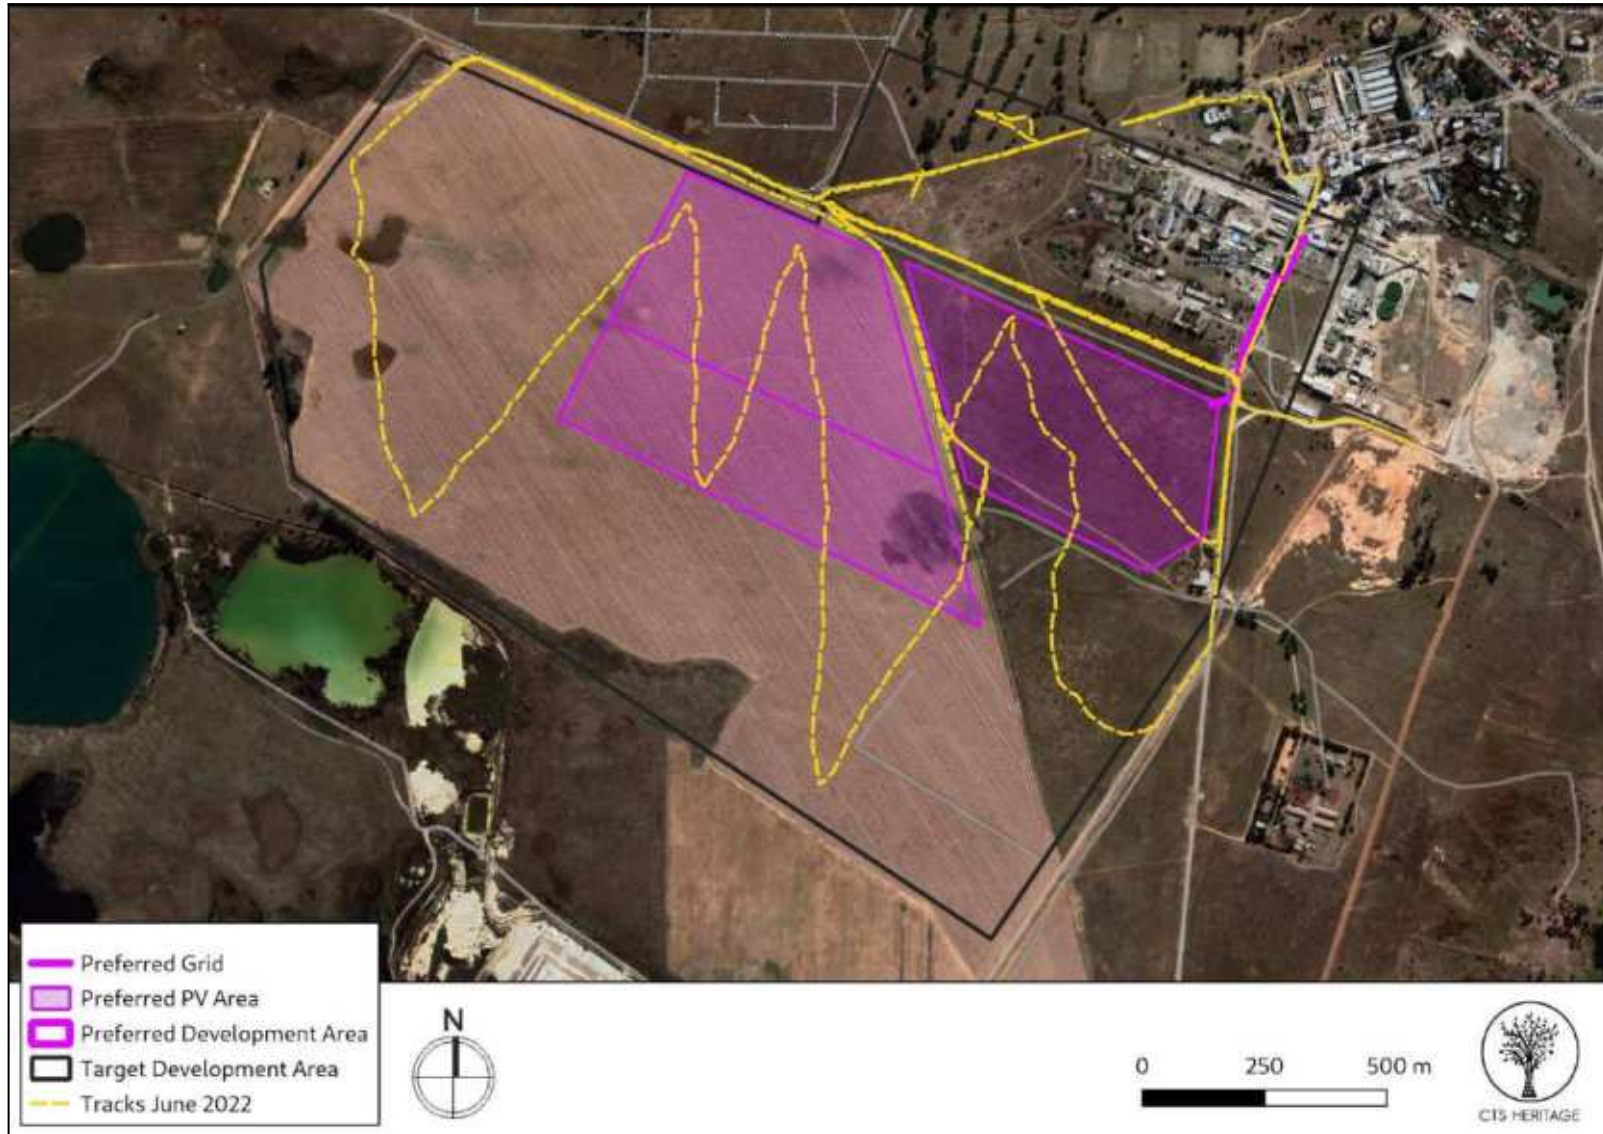 Preferred Grid
Preferred PV Area
Preferred Development Area
Target Development Area
Tracks June 2022
N
0 250 500 m
CTS HERITAGE